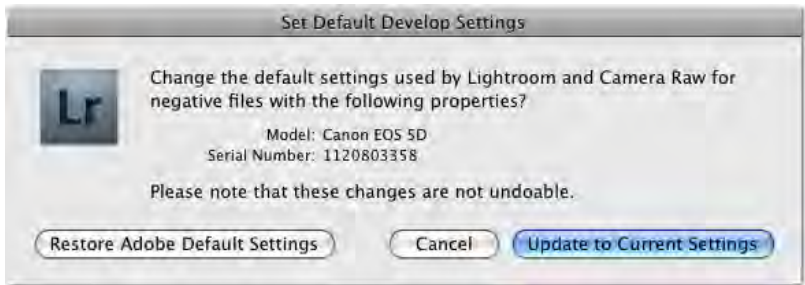 Set Default Develop Settings
Lr
Change the default settings used by Lightroom and Camera Raw for
negative files with the following properties?
Model: Canon EOS 5D
Serial Number: 1120803358
Please note that these changes are not undoable.
Restore Adobe Default Settings
Cancel
Update to Current Settings